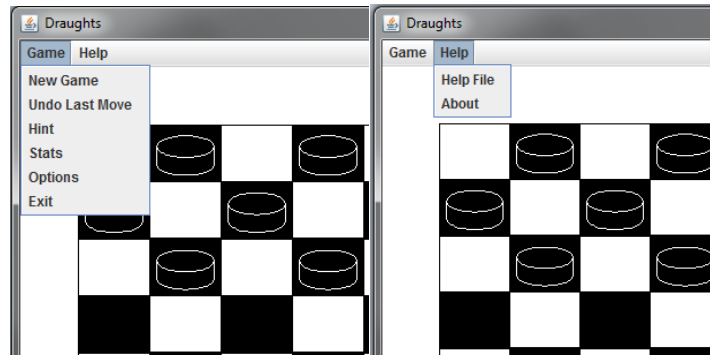 Draughts
Game Help
New Game
Undo Last Move
Hint
Stats
Options
Exit
Draughts
Game Help
Help File
About